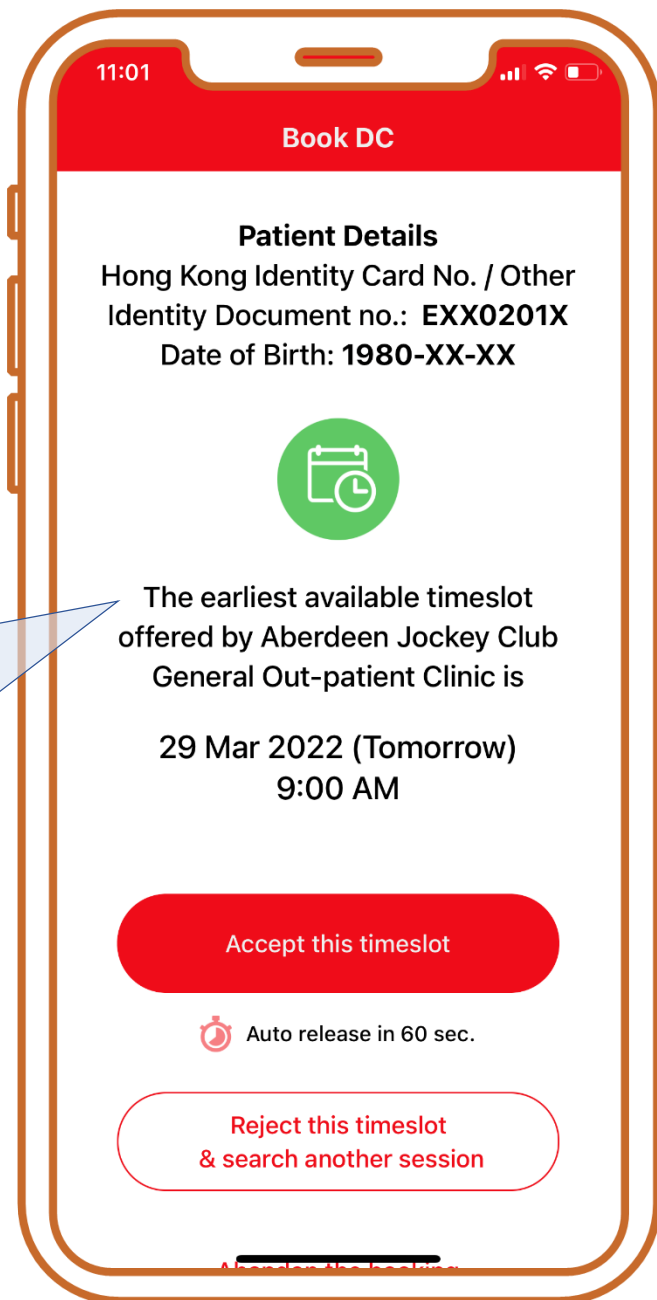 11:01
Book DC
Patient Details
Hong Kong Identity Card No. / Other
Identity Document no.: EXX0201X
Date of Birth: 1980-XX-XX
The earliest available timeslot
offered by Aberdeen Jockey Club
General Out-patient Clinic is
29 Mar 2022 (Tomorrow)
9:00 AM
Accept this timeslot
Auto release in 60 sec.
Reject this timeslot
& search another session
Abandon the booking